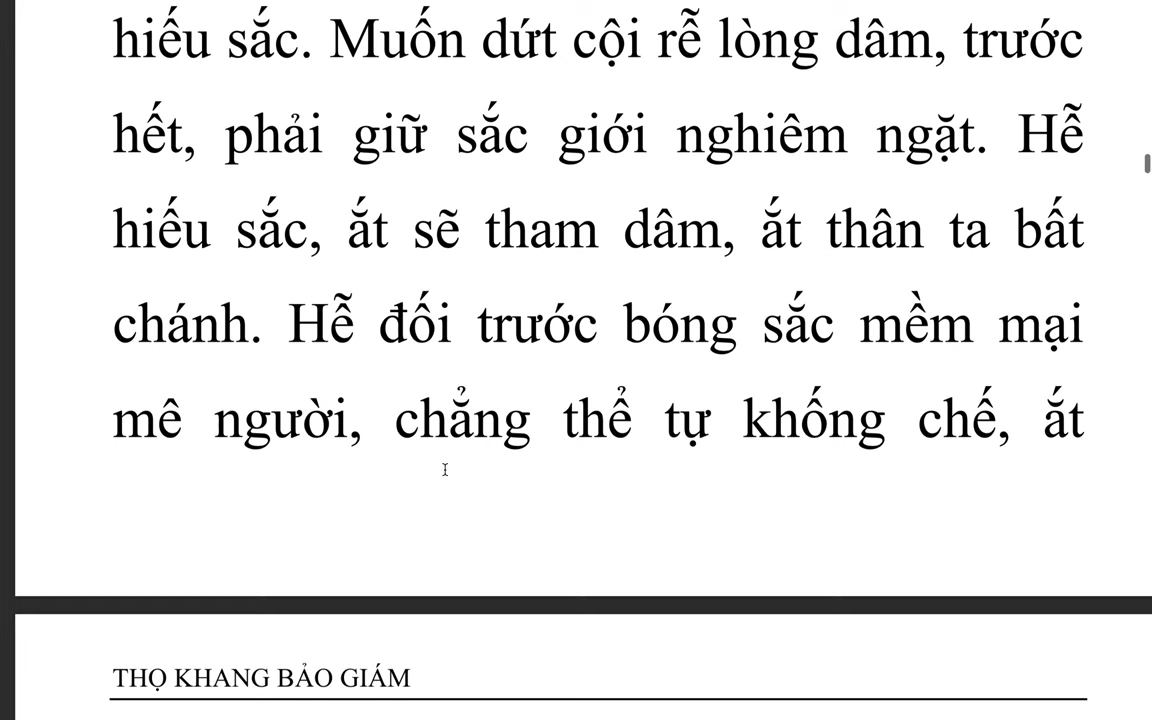 hiếu sắc. Muốn dứt cội rễ lòng dâm, trước
hết, phải giữ sắc giới nghiêm ngặt. Hễ
hiếu sắc, ắt sẽ tham dâm, ắt thân ta bất
chánh. Hễ đối trước bóng sắc mềm mại
mê người, chẳng thể tự khống chế, ắt
THỌ KHANG BẢO GIÁM